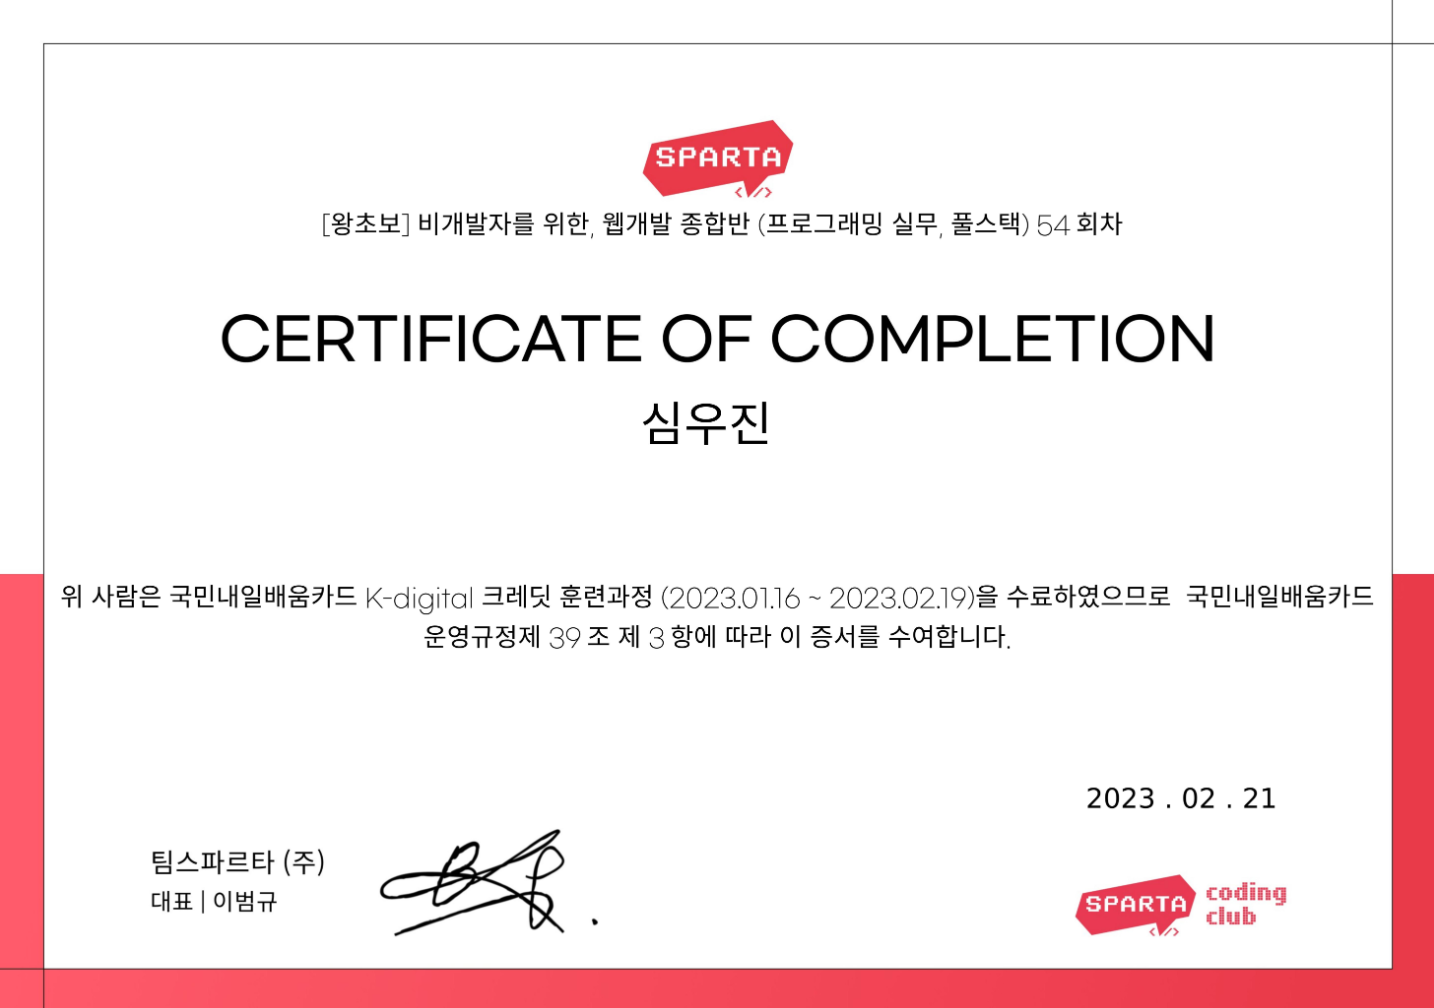 SPARTA
</>
[왕초보] 비개발자를 위한, 웹개발 종합반 (프로그래밍 실무, 풀스택) 54 회차
CERTIFICATE OF COMPLETION
심우진
위 사람은 국민내일배움카드 K-digital 크레딧 훈련과정 (2023.01.16 ~ 2023.02.19)을 수료하였으므로 국민내일배움카드
운영규정제 39 조 제 3 항에 따라 이 증서를 수여합니다.
2023 . 02 . 21
팀스파르타 (주)
대표 | 이범규
SPARTA
</>
coding
club